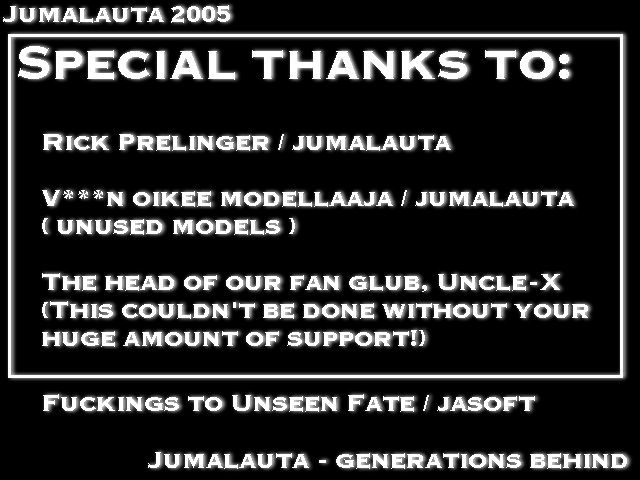 Jumalauta 2005
Special thanks to:
Rick Prelinger / jumalauta
V***n oikee modellaaja / jumalauta
( unused models )
The head of our fan glub, Uncle-X
(This couldn't be done without your
huge amount of support!)
Fuckings to Unseen Fate / jasoft
Jumalauta - generations behind